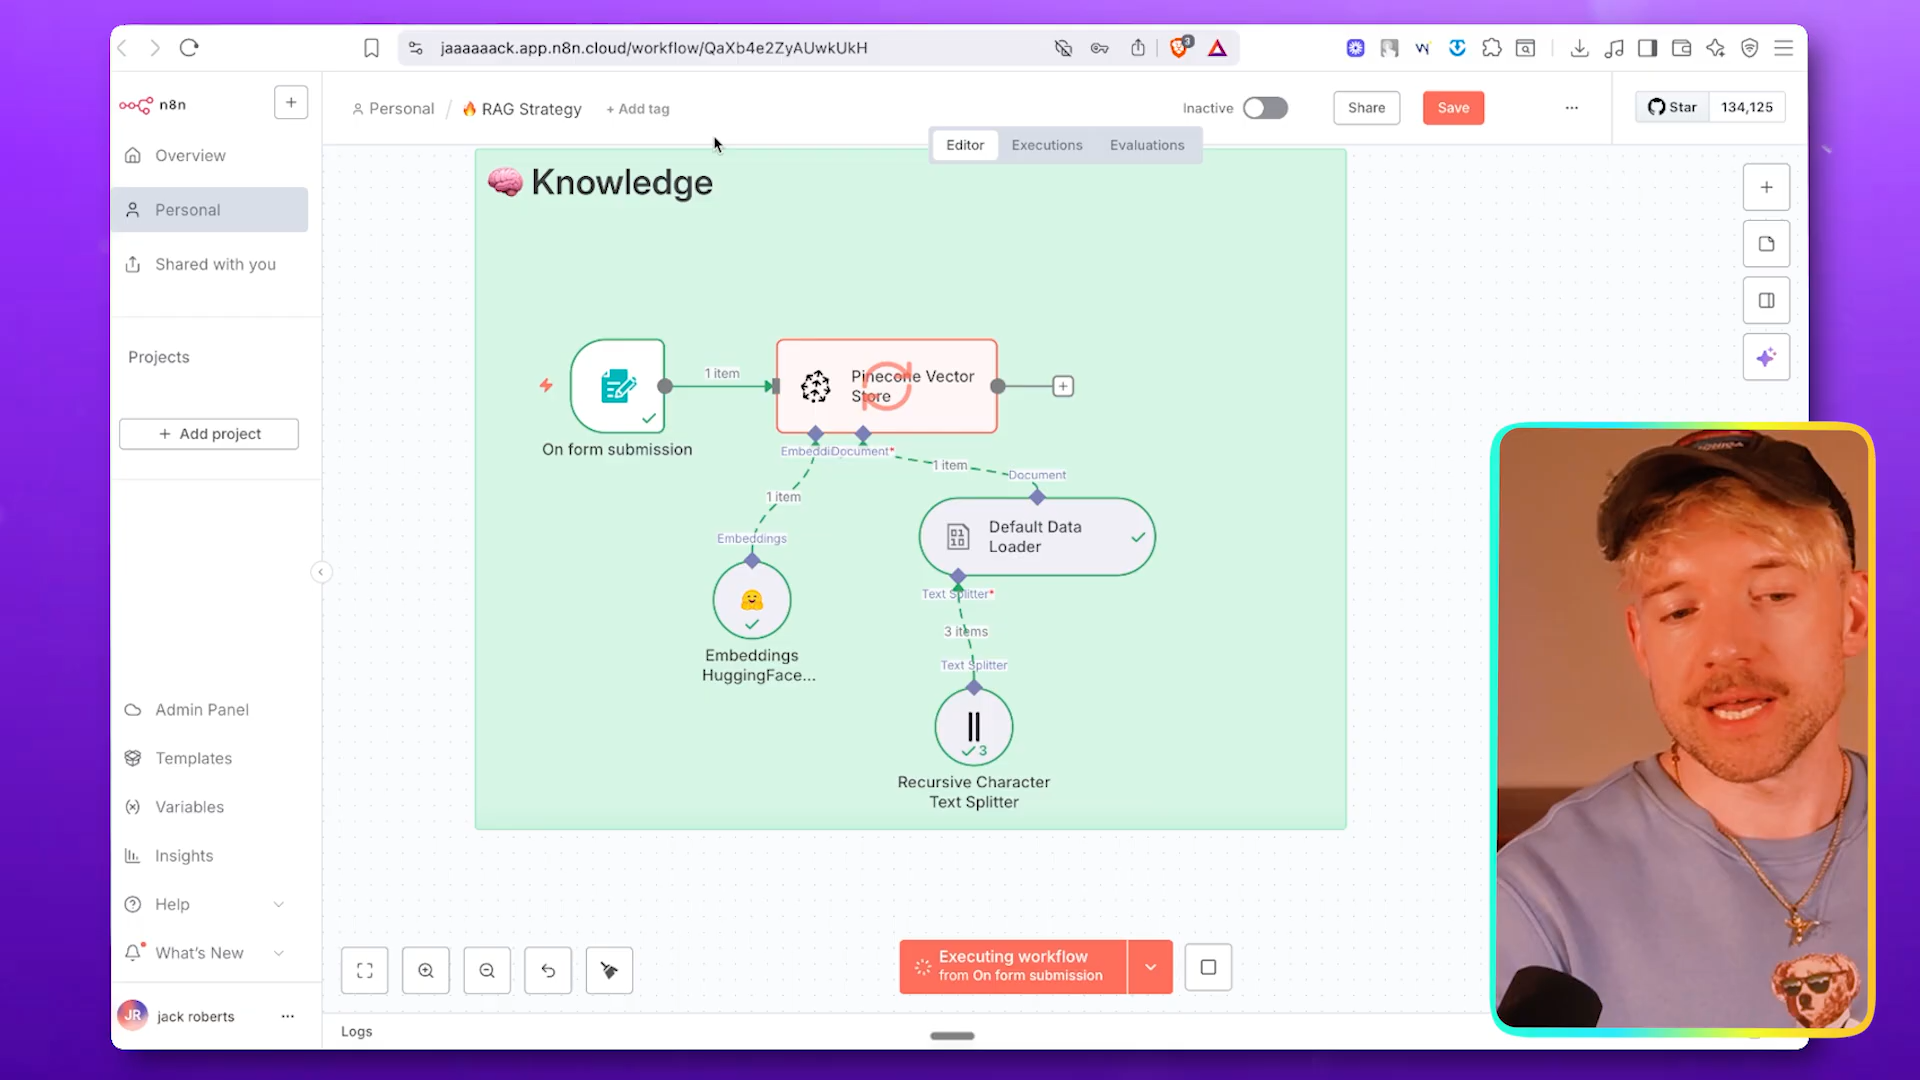 jaaaaaack.app.n8n.cloud/workflow/QaXb4e2ZyAUwkUkH
3
n8n
Personal / 🔥 RAG Strategy + Add tag
Inactive
Share
Save
...
Star 134,125
Editor Executions Evaluations
Overview
Personal
Shared with you
Projects
+ Add project
Admin Panel
Templates
Variables
Insights
Help
What's New
JR jack roberts ...
🧠 Knowledge
1 item
Pinecone Vector
Store
On form submission
EmbeddiDocument*
1 item
Document
1 item
Embeddings
Default Data
Loader
Text Splitter*
3 items
Text Splitter
Embeddings
HuggingFace...
3
Recursive Character
Text Splitter
Executing workflow
from On form submission
Logs